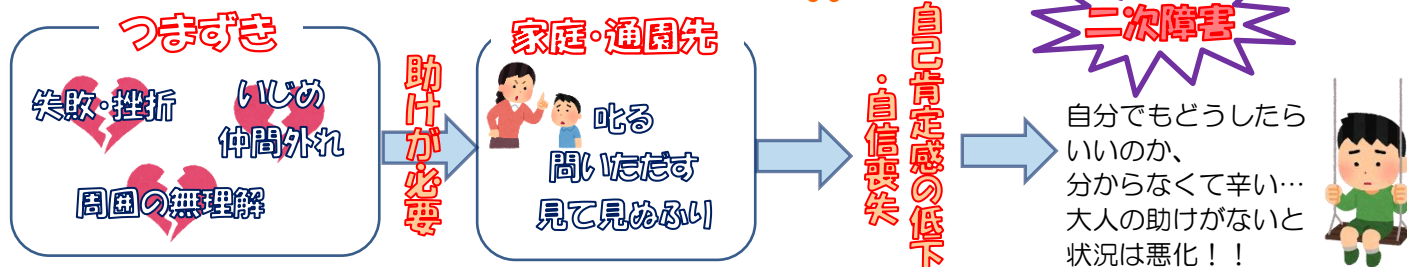 つまずき
失敗・挫折
いじめ
仲間外れ
周囲の無理解
助けが必要
家庭・通園先
叱る
問いただす
見て見ぬふり
自己肯定感の低下
・自信喪失
二次障害
自分でもどうしたら
いいのか、
分からなくて辛い…
大人の助けがないと
状況は悪化！！